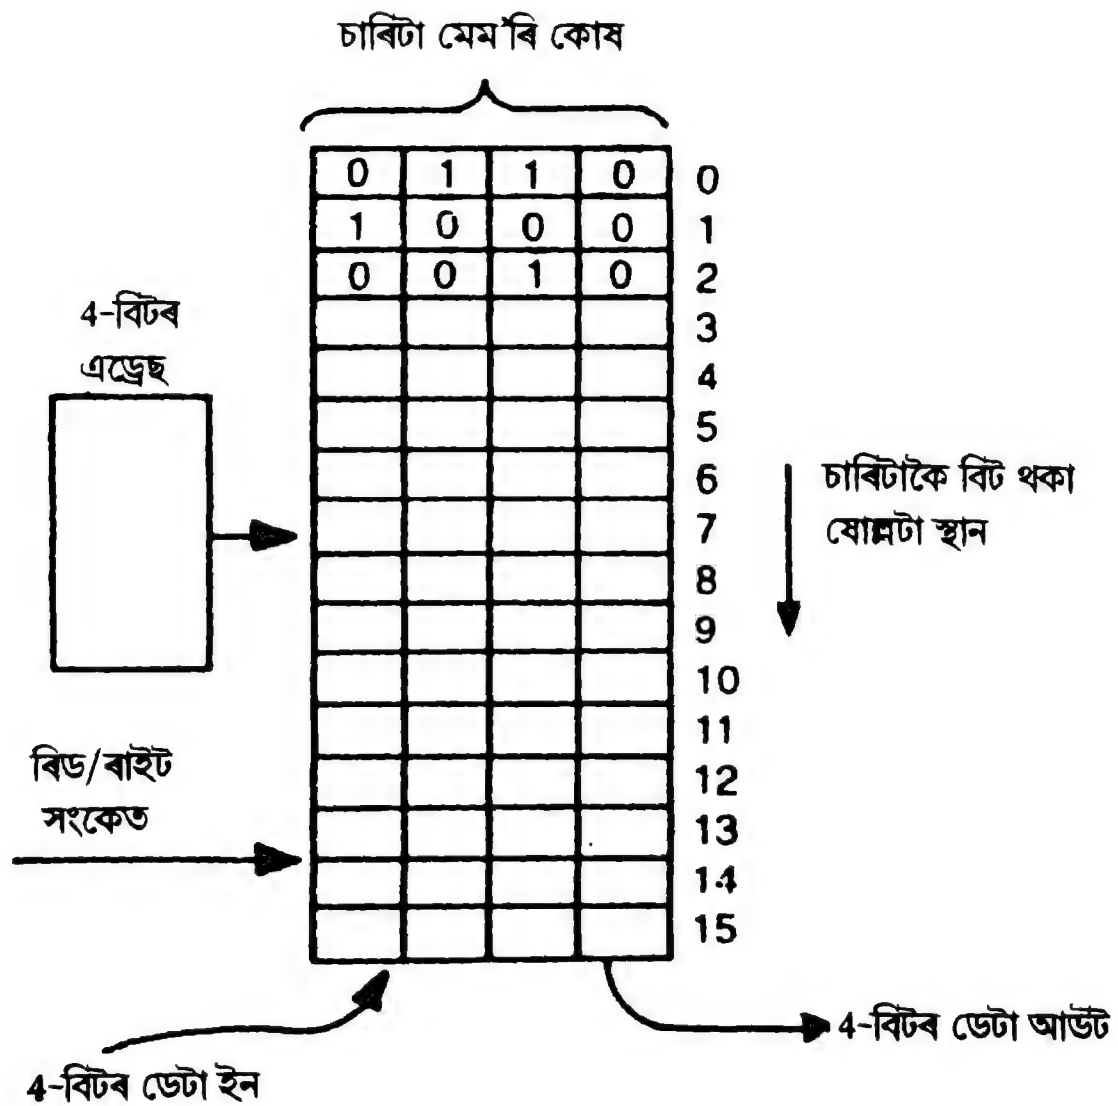 চাৰিটা মেম'ৰি কোষ
0 1 1 0 0
1 0 0 0 1
0 0 1 0 2
3
4-বিটৰ
এড্ৰেছ
4
5
6
চাৰিটাকৈ বিট থকা
7
ষোল্লটা স্থান
8
9
10
11
ৰিড/ৰাইট
সংকেত
12
13
14
15
4-বিটৰ ডেটা আউট
4-বিটৰ ডেটা ইন